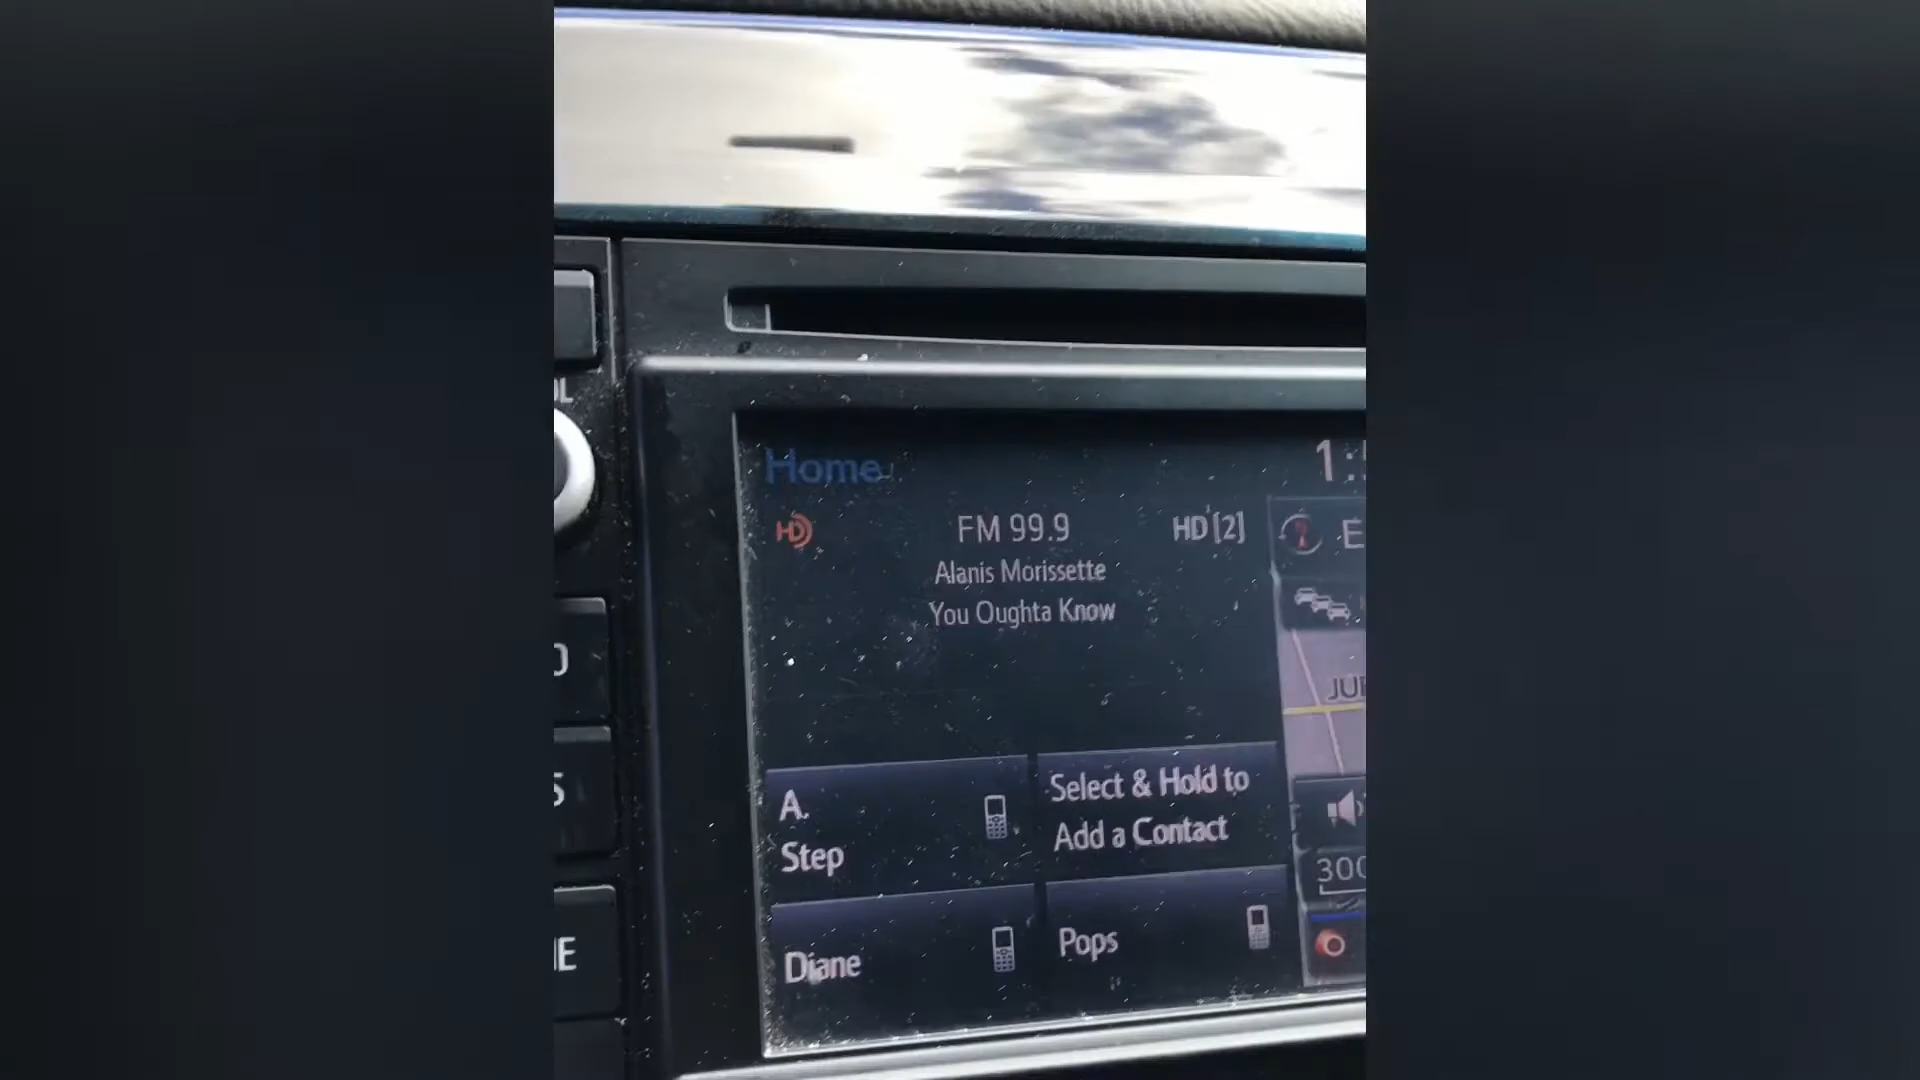 Home
HD
FM 99.9
HD [2]
Alanis Morissette
You Oughta Know
A.
Step
Select & Hold to
Add a Contact
Diane
Pops